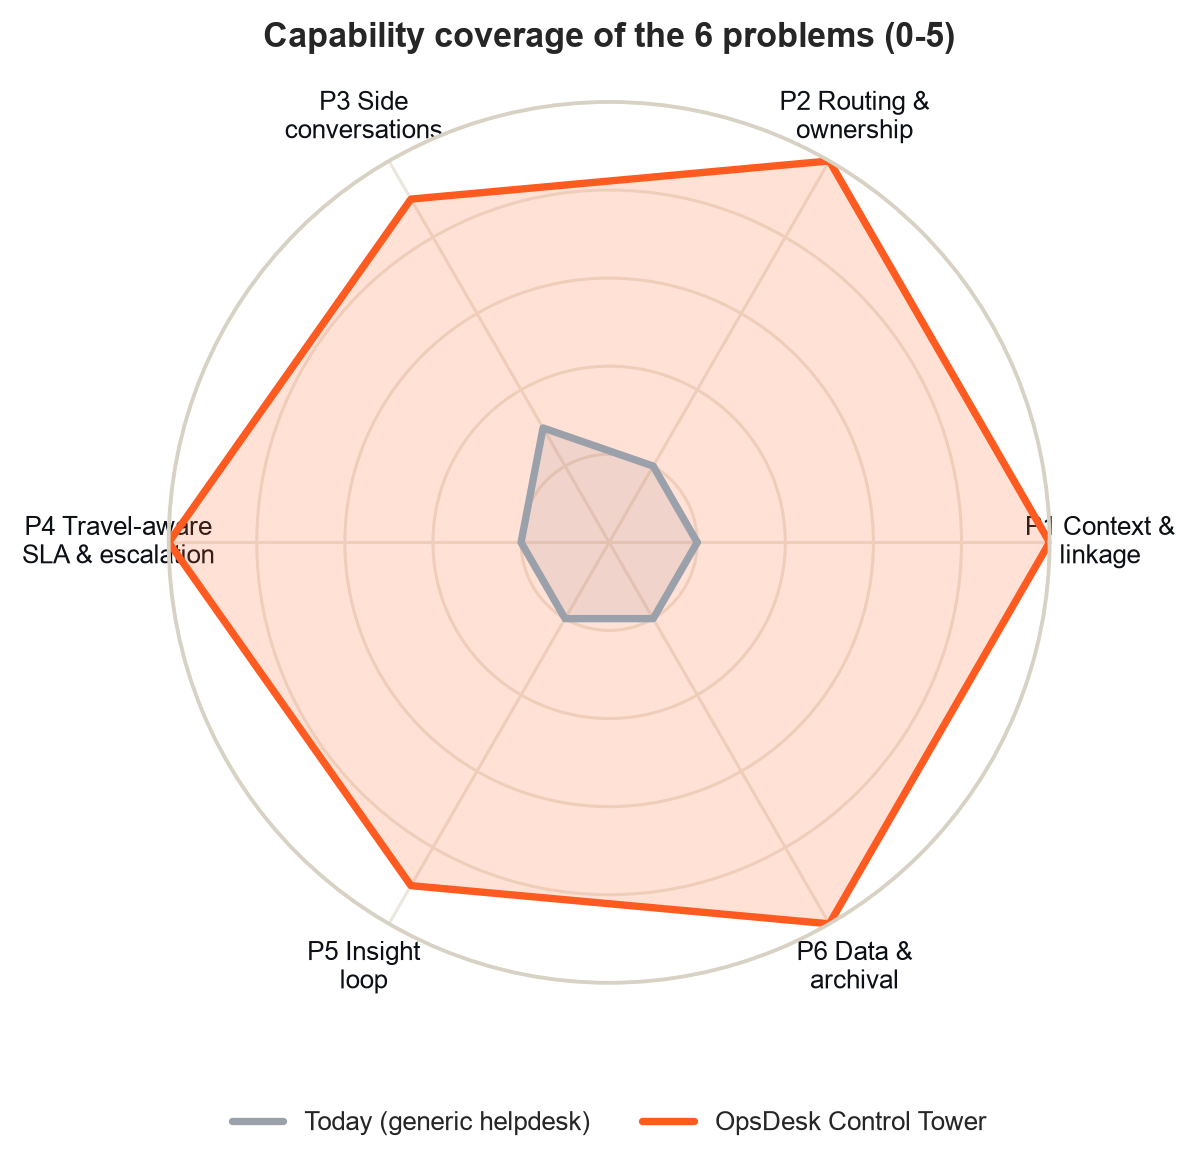 Capability coverage of the 6 problems (0-5)
P3 Side
conversations
P2 Routing &
ownership
P4 Travel-aware
SLA & escalation
P1 Context &
linkage
P5 Insight
loop
P6 Data &
archival
Today (generic helpdesk)
OpsDesk Control Tower